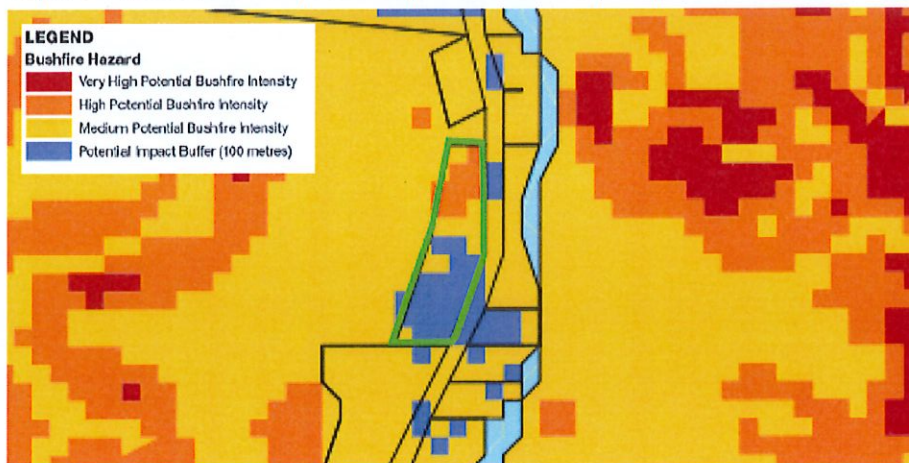 LEGEND
Bushfire Hazard
Very High Potential Bushfire Intensity
High Potential Bushfire Intensity
Medium Potential Bushfire Intensity
Potential Impact Buffer (100 metres)